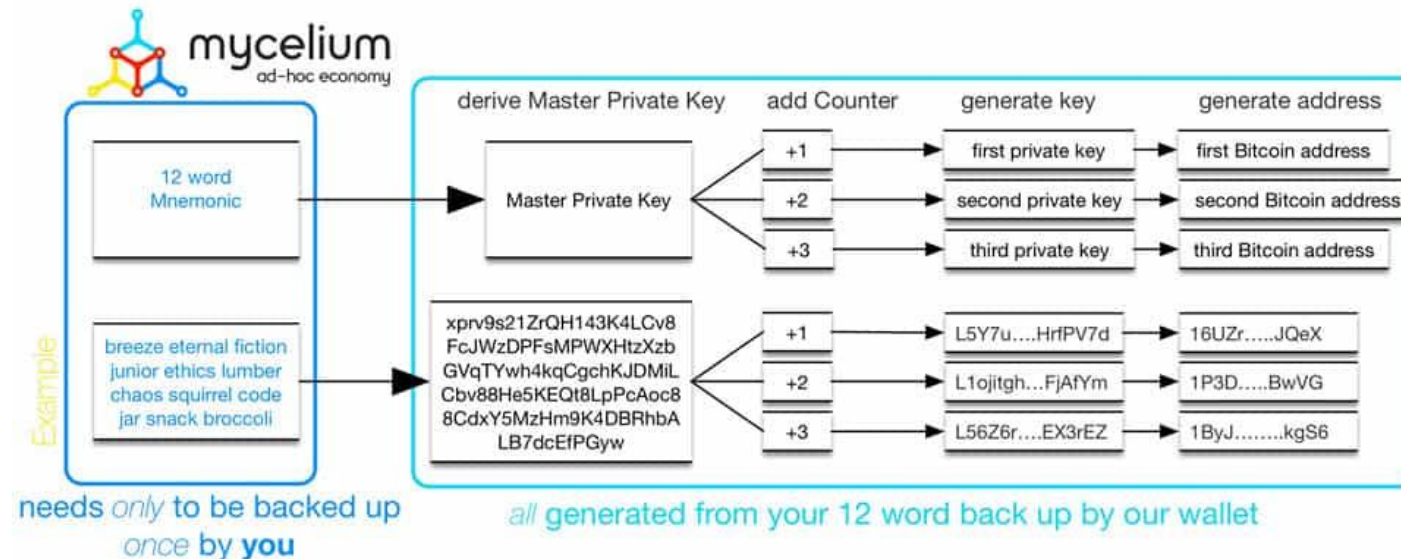 mycelium
ad-hoc economy
derive Master Private Key
add Counter
generate key
generate address
12 word
Mnemonic
Master Private Key
+1
first private key
first Bitcoin address
+2
second private key
second Bitcoin address
+3
third private key
third Bitcoin address
Example
breeze eternal fiction
junior ethics lumber
chaos squirrel code
jar snack broccoli
xprv9s21ZrQH143K4LCv8
FcJWzDPFsMPWXHtzXzb
GVqTYwh4kqCgchKJDMiL
Cbv88He5KEQt8LpPcAoc8
8CdxY5MzHm9K4DBRhbA
LB7dcEfPGyw
+1
L5Y7u....HrfPV7d
16UZr.....JQeX
+2
L1ojitgh...FjAfYm
1P3D.....BwVG
+3
L56Z6r....EX3rEZ
1ByJ........kgS6
needs only to be backed up
once by you
all generated from your 12 word back up by our wallet